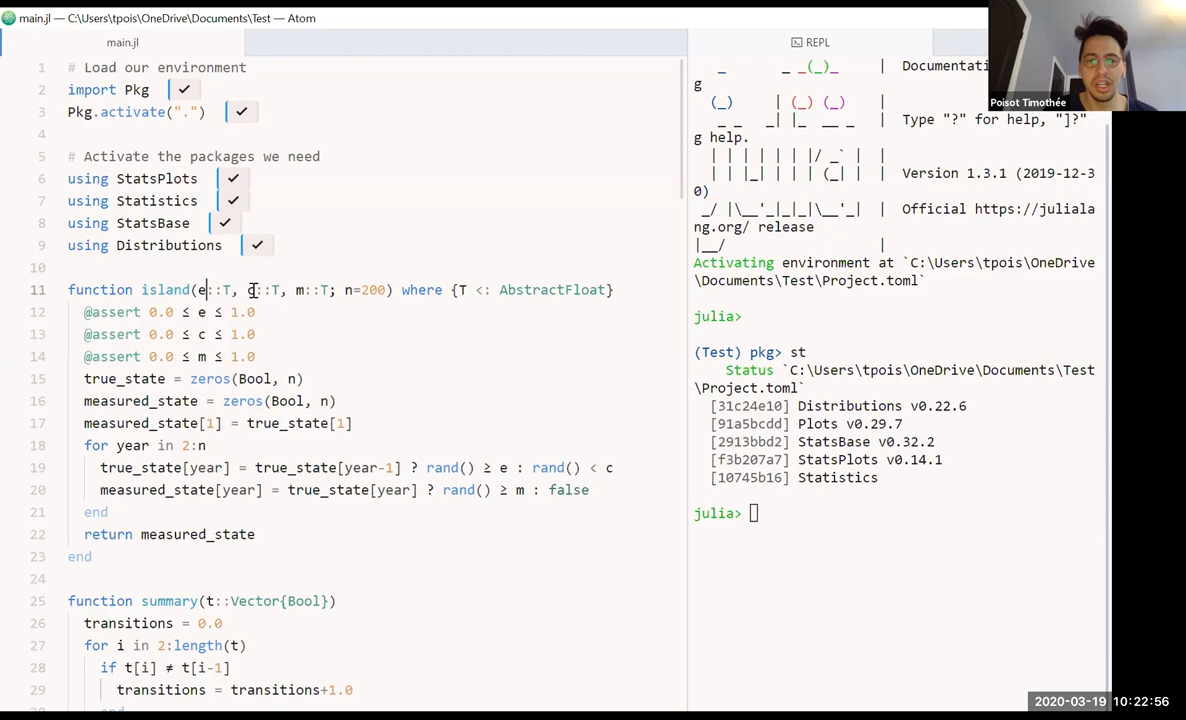 main.jl — C:\Users\tpois\OneDrive\Documents\Test — Atom
main.jl
1 # Load our environment
2 import Pkg ✓
3 Pkg.activate(".") ✓
4
5 # Activate the packages we need
6 using StatsPlots ✓
7 using Statistics ✓
8 using StatsBase ✓
9 using Distributions ✓
10
11 function island(e::T, c::T, m::T; n=200) where {T <: AbstractFloat}
12 @assert 0.0 ≤ e ≤ 1.0
13 @assert 0.0 ≤ c ≤ 1.0
14 @assert 0.0 ≤ m ≤ 1.0
15 true_state = zeros(Bool, n)
16 measured_state = zeros(Bool, n)
17 measured_state[1] = true_state[1]
18 for year in 2:n
19 true_state[year] = true_state[year-1] ? rand() ≥ e : rand() < c
20 measured_state[year] = true_state[year] ? rand() ≥ m : false
21 end
22 return measured_state
23 end
24
25 function summary(t::Vector{Bool})
26 transitions = 0.0
27 for i in 2:length(t)
28 if t[i] ≠ t[i-1]
29 transitions = transitions+1.0
REPL
_ _ _(_)_ | Documentati
g
(_) | (_) (_) |
_ _ _| |_ __ _ | Type "?" for help, "]?"
g help.
| | | | | | |/ _` | |
| | |_| | | | (_| | | Version 1.3.1 (2019-12-3
0)
_/ |\__'_|_|_|\__'_| | Official https://juliala
ng.org/ release
|__/ |
Activating environment at `C:\Users\tpois\OneDrive
\Documents\Test\Project.toml`
julia>
(Test) pkg> st
Status `C:\Users\tpois\OneDrive\Documents\Test
\Project.toml`
[31c24e10] Distributions v0.22.6
[91a5bcdd] Plots v0.29.7
[2913bbd2] StatsBase v0.32.2
[f3b207a7] StatsPlots v0.14.1
[10745b16] Statistics
julia>
Poisot Timothée
2020-03-19 10:22:56